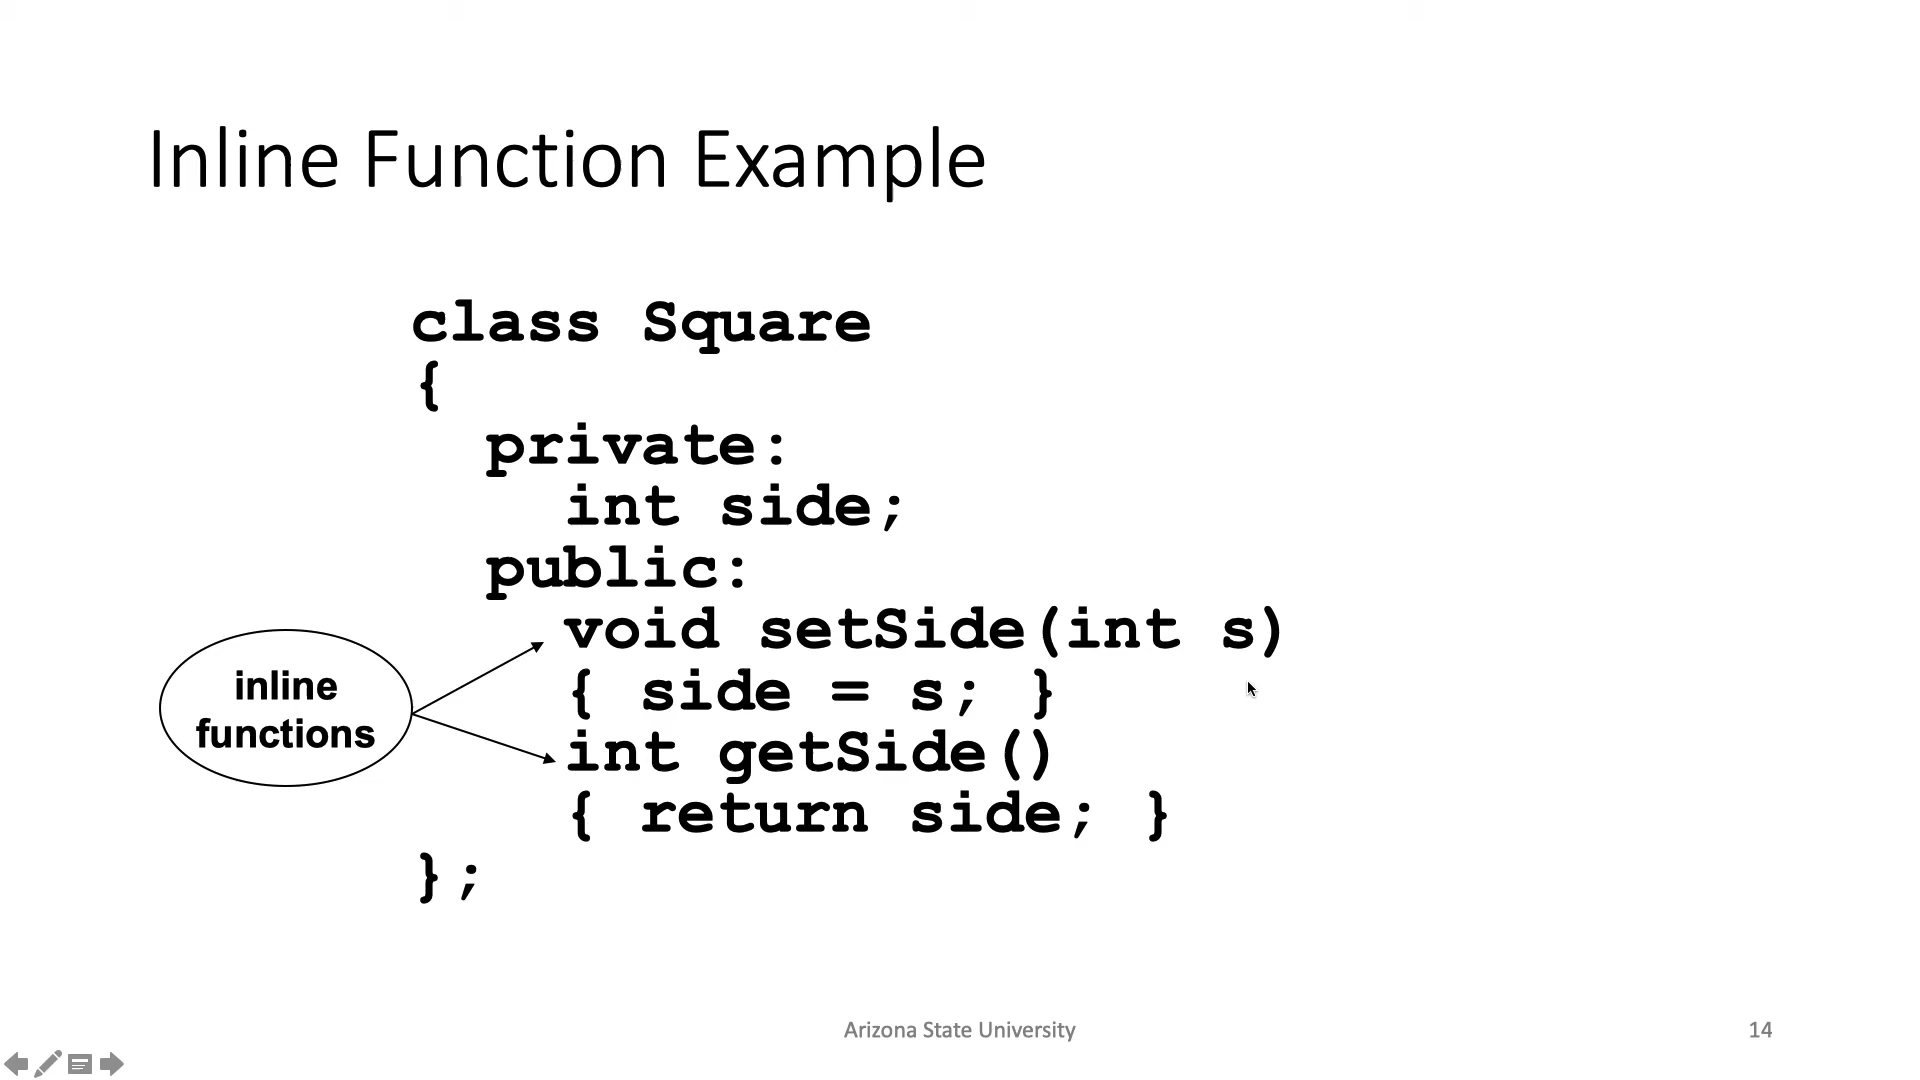 Inline Function Example
class Square
{
private:
int side;
public:
void setSide(int s)
{ side = s; }
int getSide()
{ return side; }
};
inline
functions
Arizona State University
14